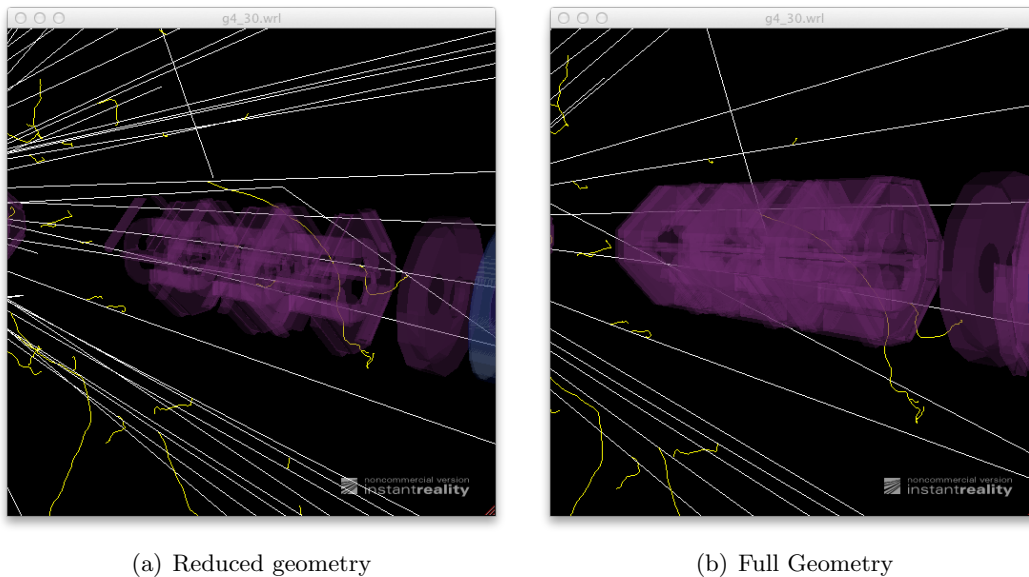 g4_30.wrl
noncommercial version
instantreality
(a) Reduced geometry
g4_30.wrl
noncommercial version
instantreality
(b) Full Geometry